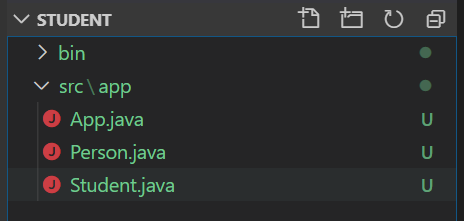 STUDENT
bin
src\app
J App.java U
J Person.java U
J Student.java U